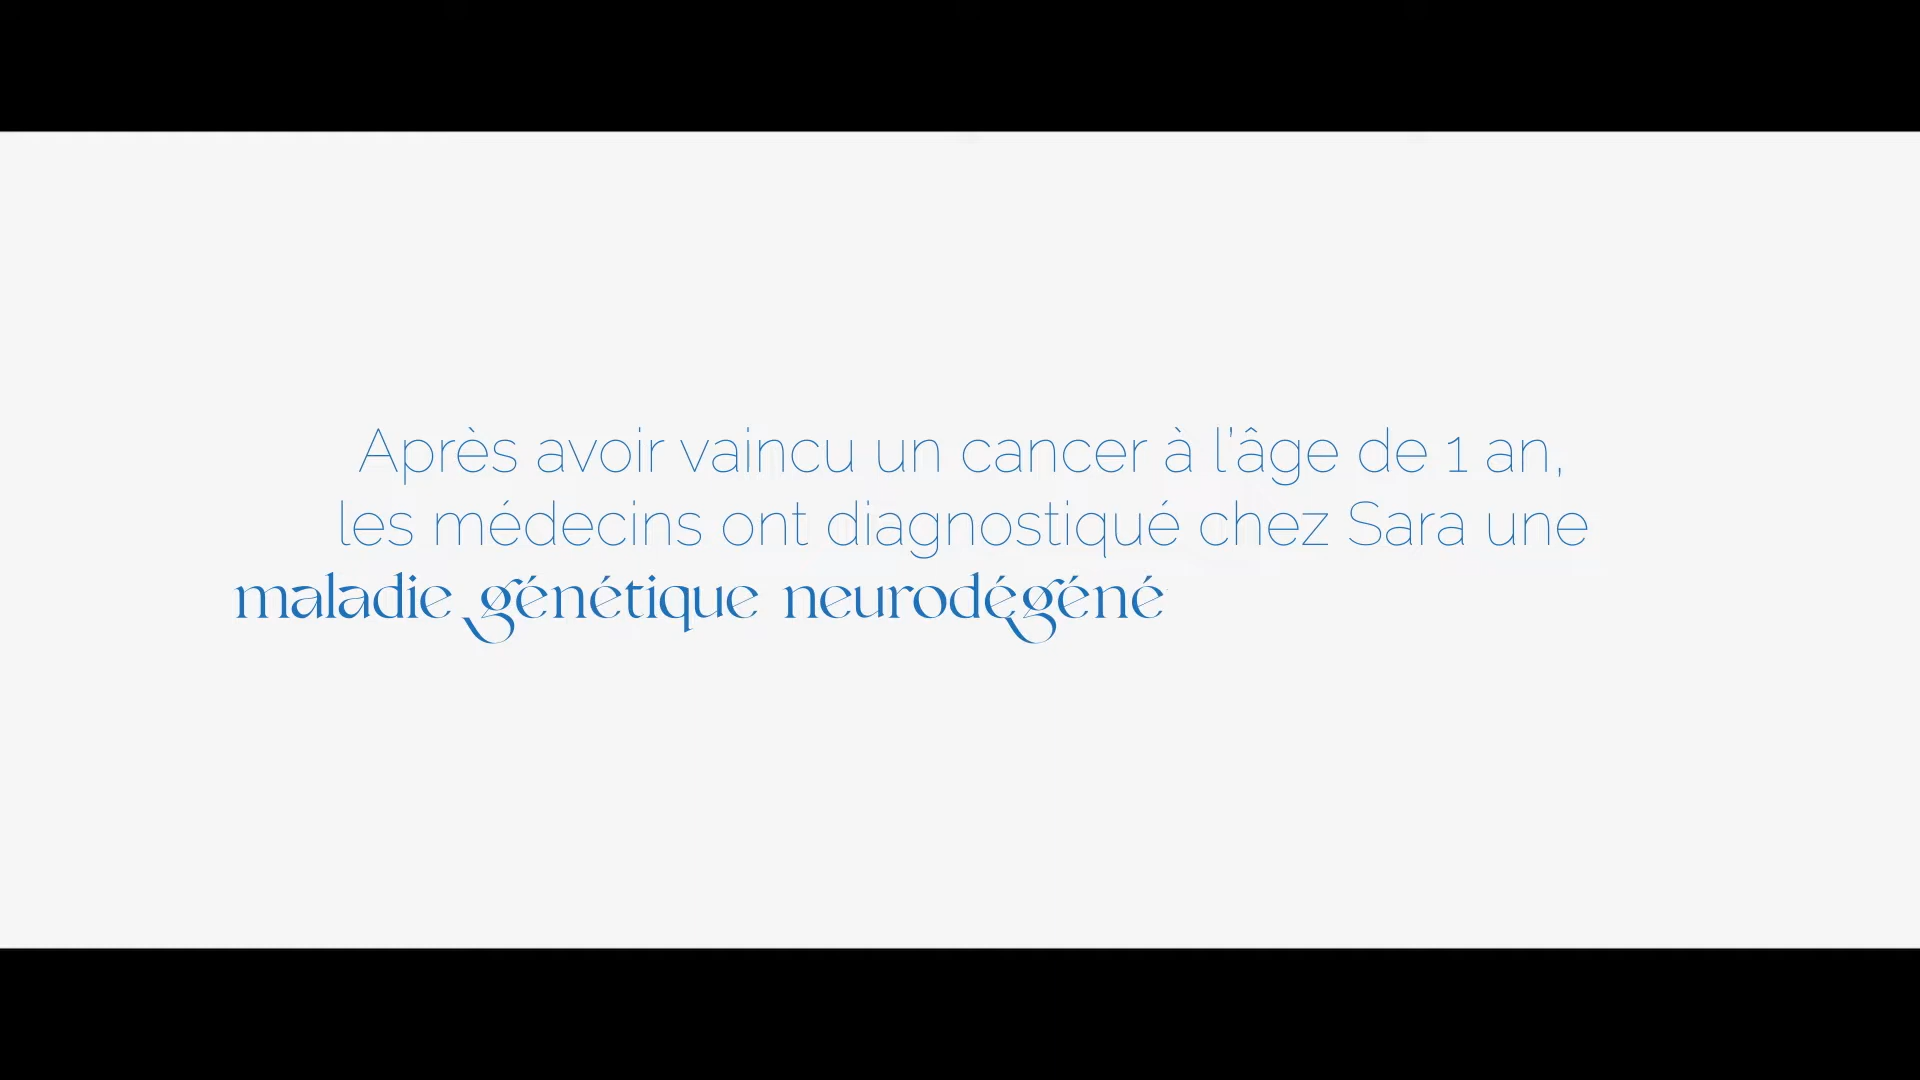 Après avoir vaincu un cancer à l'âge de 1 an,
les médecins ont diagnostiqué chez Sara une
maladie génétique neurodégéné